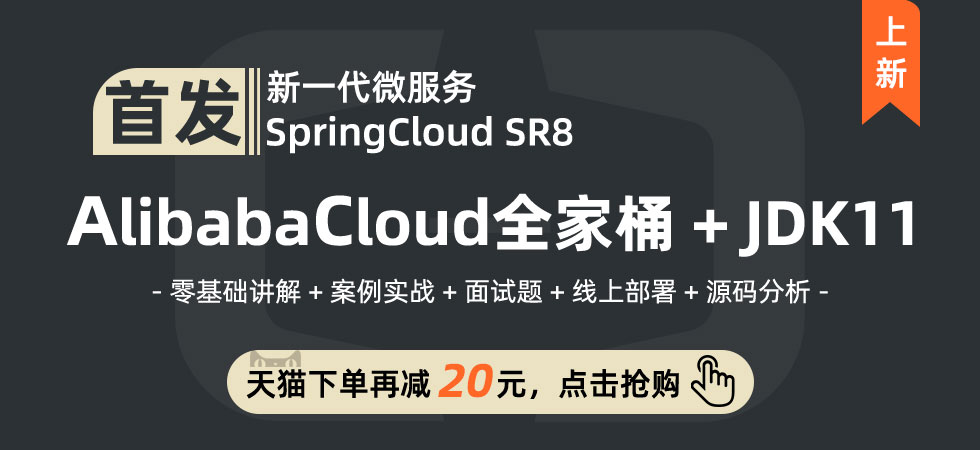 上新
首发
新一代微服务
SpringCloud SR8
AlibabaCloud全家桶 + JDK11
- 零基础讲解 + 案例实战 + 面试题 + 线上部署 + 源码分析 -
天猫下单再减 20 元，点击抢购